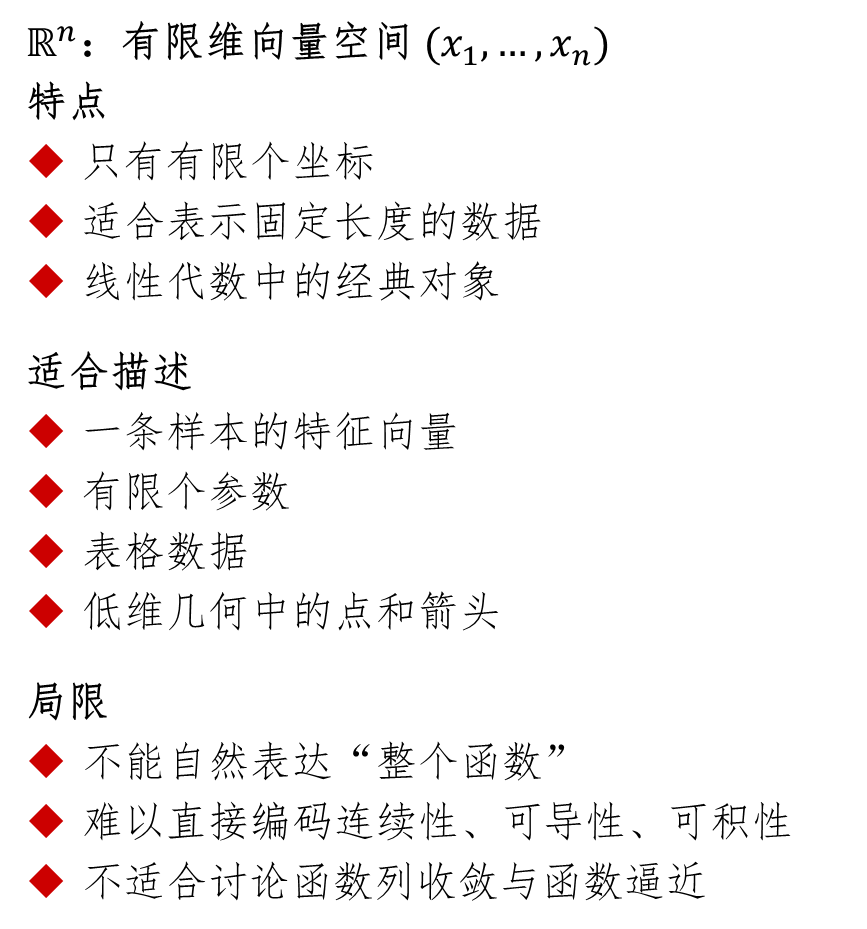 ℝⁿ：有限维向量空间 (x₁, … , xₙ)
特点
◆ 只有有限个坐标
◆ 适合表示固定长度的数据
◆ 线性代数中的经典对象
适合描述
◆ 一条样本的特征向量
◆ 有限个参数
◆ 表格数据
◆ 低维几何中的点和箭头
局限
◆ 不能自然表达“整个函数”
◆ 难以直接编码连续性、可导性、可积性
◆ 不适合讨论函数列收敛与函数逼近